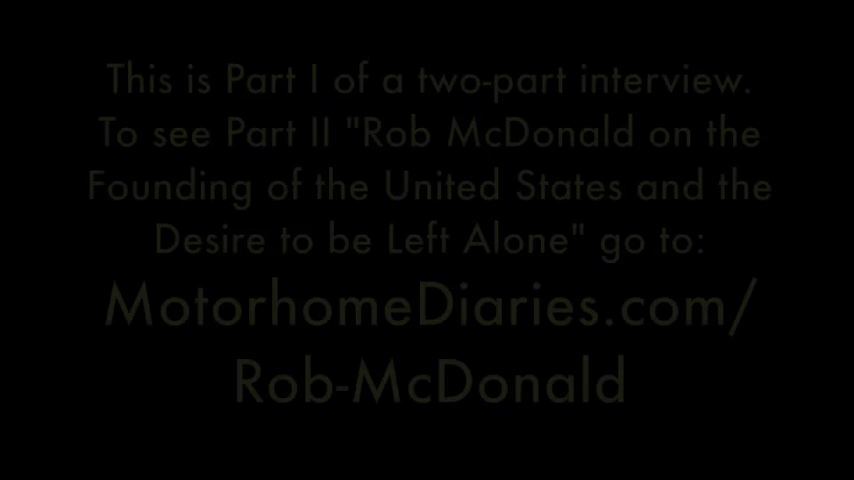 This is Part I of a two-part interview.
To see Part II "Rob McDonald on the
Founding of the United States and the
Desire to be Left Alone" go to:
MotorhomeDiaries.com/
Rob-McDonald